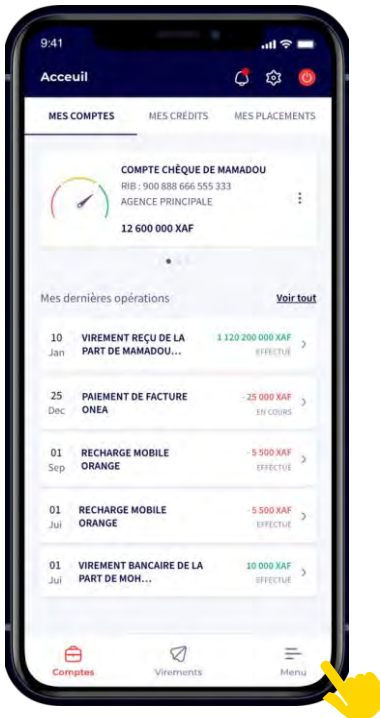 9:41
Acceuil
MES COMPTES MES CRÉDITS MES PLACEMENTS
COMPTE CHÈQUE DE MAMADOU
RIB : 900 888 666 555 333
AGENCE PRINCIPALE
12 600 000 XAF
Mes dernières opérations Voir tout
10 VIREMENT REÇU DE LA 1 120 200 000 XAF
Jan PART DE MAMADOU... EFFECTUÉ
25 PAIEMENT DE FACTURE - 25 000 XAF
Dec ONEA EN COURS
01 RECHARGE MOBILE - 5 500 XAF
Sep ORANGE EFFECTUÉ
01 RECHARGE MOBILE - 5 500 XAF
Jui ORANGE EFFECTUÉ
01 VIREMENT BANCAIRE DE LA 10 000 XAF
Jui PART DE MOH... EFFECTUÉ
Comptes Virements Menu